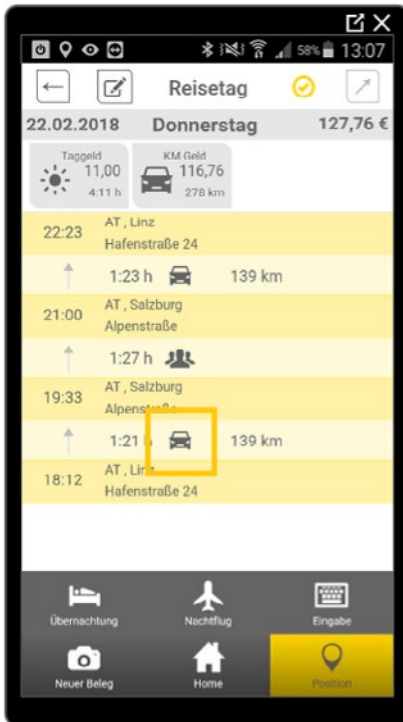 58% 13:07
Reisetag
22.02.2018 Donnerstag 127,76 €
Taggeld KM Geld
11,00 116,76
4:11 h 278 km
22:23 AT , Linz
Hafenstraße 24
1:23 h 139 km
21:00 AT , Salzburg
Alpenstraße
1:27 h
19:33 AT , Salzburg
Alpenstraße
1:21 h 139 km
18:12 AT , Linz
Hafenstraße 24
Übernachtung Nachtflug Eingabe
Neuer Beleg Home Position